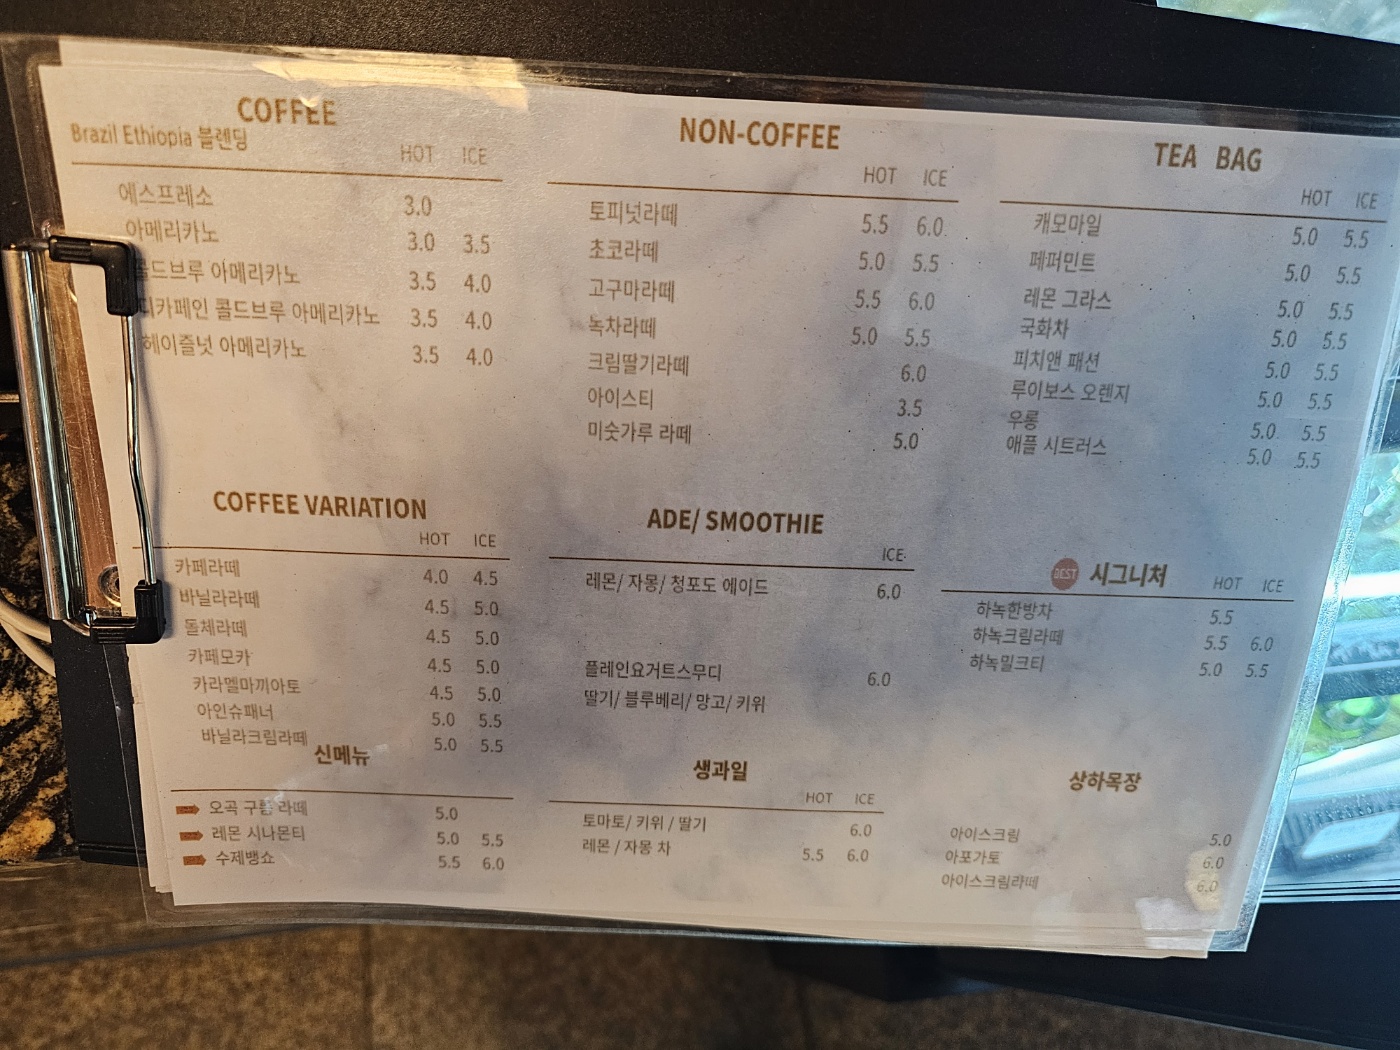 COFFEE
Brazil Ethiopia 블렌딩
HOT ICE
에스프레소 3.0
아메리카노 3.0 3.5
콜드브루 아메리카노 3.5 4.0
디카페인 콜드브루 아메리카노 3.5 4.0
헤이즐넛 아메리카노 3.5 4.0
NON-COFFEE
HOT ICE
토피넛라떼 5.5 6.0
초코라떼 5.0 5.5
고구마라떼 5.5 6.0
녹차라떼 5.0 5.5
크림딸기라떼 6.0
아이스티 3.5
미숫가루 라떼 5.0
TEA BAG
HOT ICE
캐모마일 5.0 5.5
페퍼민트 5.0 5.5
레몬 그라스 5.0 5.5
국화차 5.0 5.5
피치앤 패션 5.0 5.5
루이보스 오렌지 5.0 5.5
우롱 5.0 5.5
애플 시트러스 5.0 5.5
COFFEE VARIATION
HOT ICE
카페라떼 4.0 4.5
바닐라라떼 4.5 5.0
돌체라떼 4.5 5.0
카페모카 4.5 5.0
카라멜마끼아토 4.5 5.0
아인슈패너 5.0 5.5
바닐라크림라떼 5.0 5.5
ADE/ SMOOTHIE
ICE
레몬/ 자몽/ 청포도 에이드 6.0
플레인요거트스무디 6.0
딸기/ 블루베리/ 망고/ 키위
BEST 시그니처 HOT ICE
하녹한방차 5.5
하녹크림라떼 5.5 6.0
하녹밀크티 5.0 5.5
신메뉴
오곡 구름 라떼 5.0
레몬 시나몬티 5.0 5.5
수제뱅쇼 5.5 6.0
생과일
HOT ICE
토마토/ 키위 / 딸기 6.0
레몬 / 자몽 차 5.5 6.0
상하목장
아이스크림 5.0
아포가토 6.0
아이스크림라떼 6.0